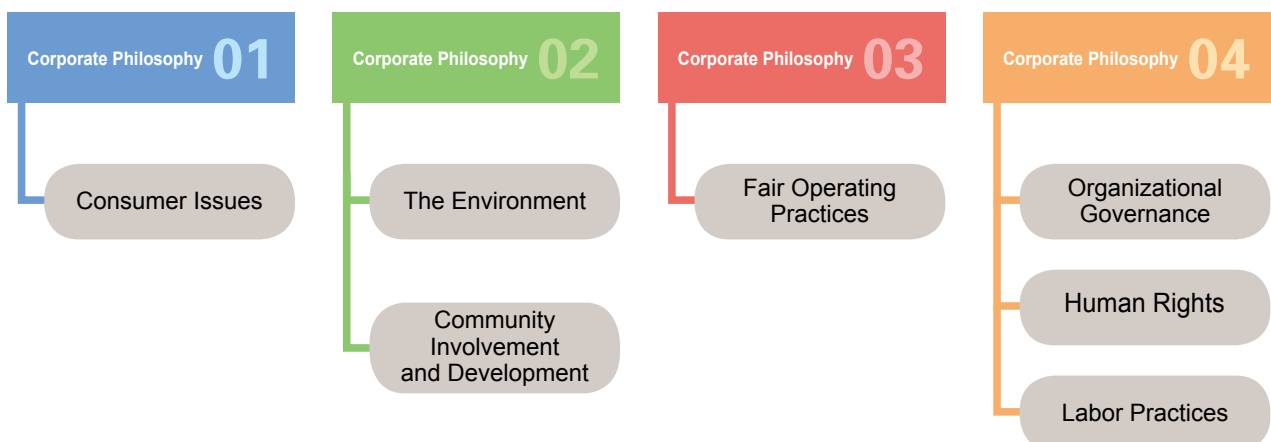 Corporate Philosophy 01
Consumer Issues
Corporate Philosophy 02
The Environment
Community
Involvement
and Development
Corporate Philosophy 03
Fair Operating
Practices
Corporate Philosophy 04
Organizational
Governance
Human Rights
Labor Practices